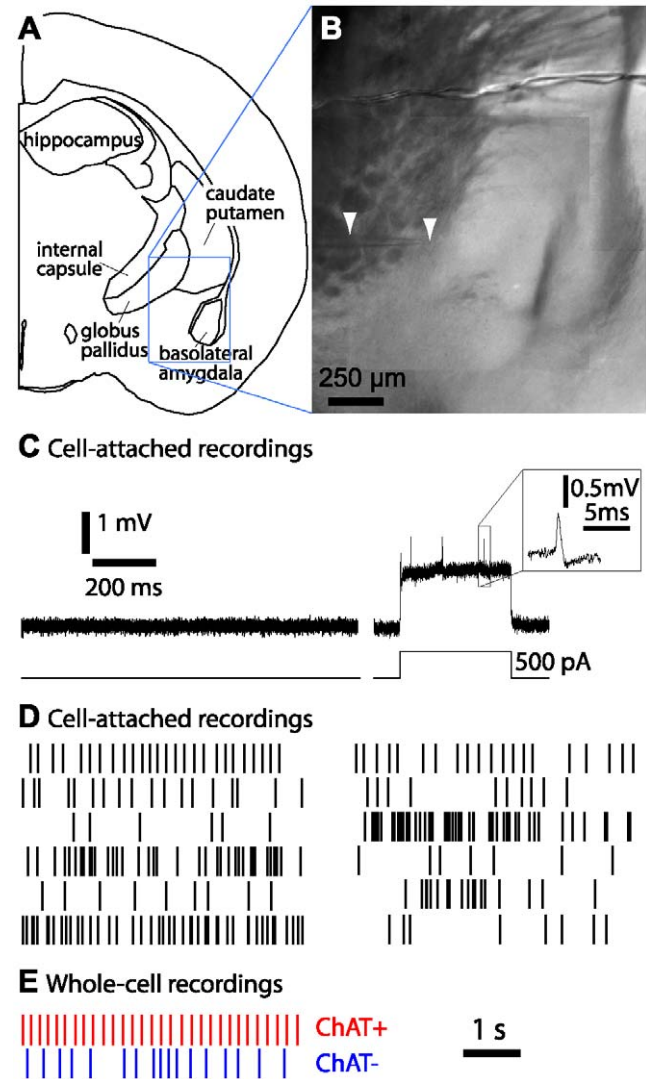 A
B
hippocampus
caudate
putamen
internal
capsule
globus
pallidus
basolateral
amygdala
250 µm
C Cell-attached recordings
1 mV
200 ms
0.5mV
5ms
500 pA
D Cell-attached recordings
E Whole-cell recordings
ChAT+
ChAT-
1 s